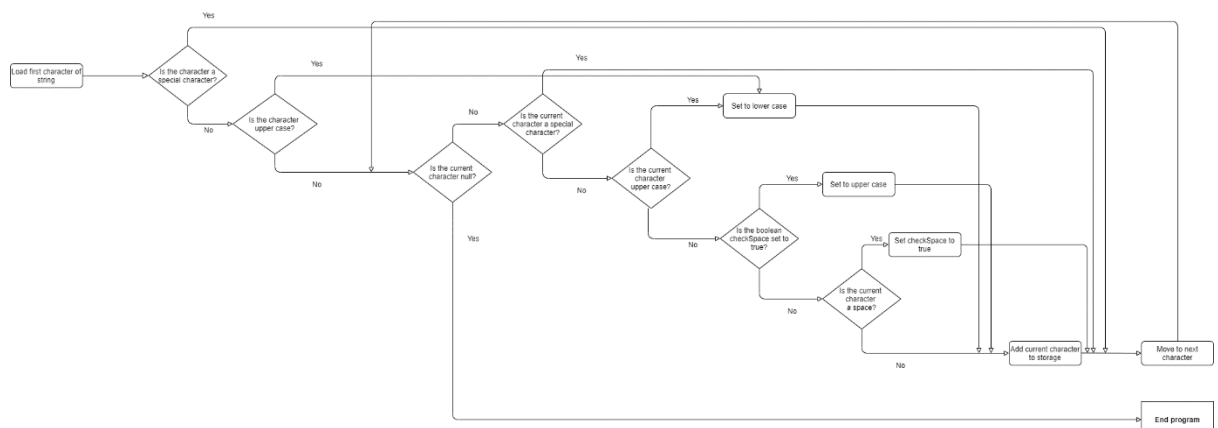 Yes
Yes
Load first character of
string
Is the character a
special character?
Yes
Yes
No
Is the character
upper case?
No
Is the current
character null?
No
Is the current
character a special
character?
Yes
Set to lower case
No
Is the current
character
upper case?
Yes
Set to upper case
No
Is the boolean
checkSpace set to
true?
Yes
Set checkSpace to
true
No
Is the current
character
a space?
No
Add current character
to storage
Move to next
character
Yes
End program